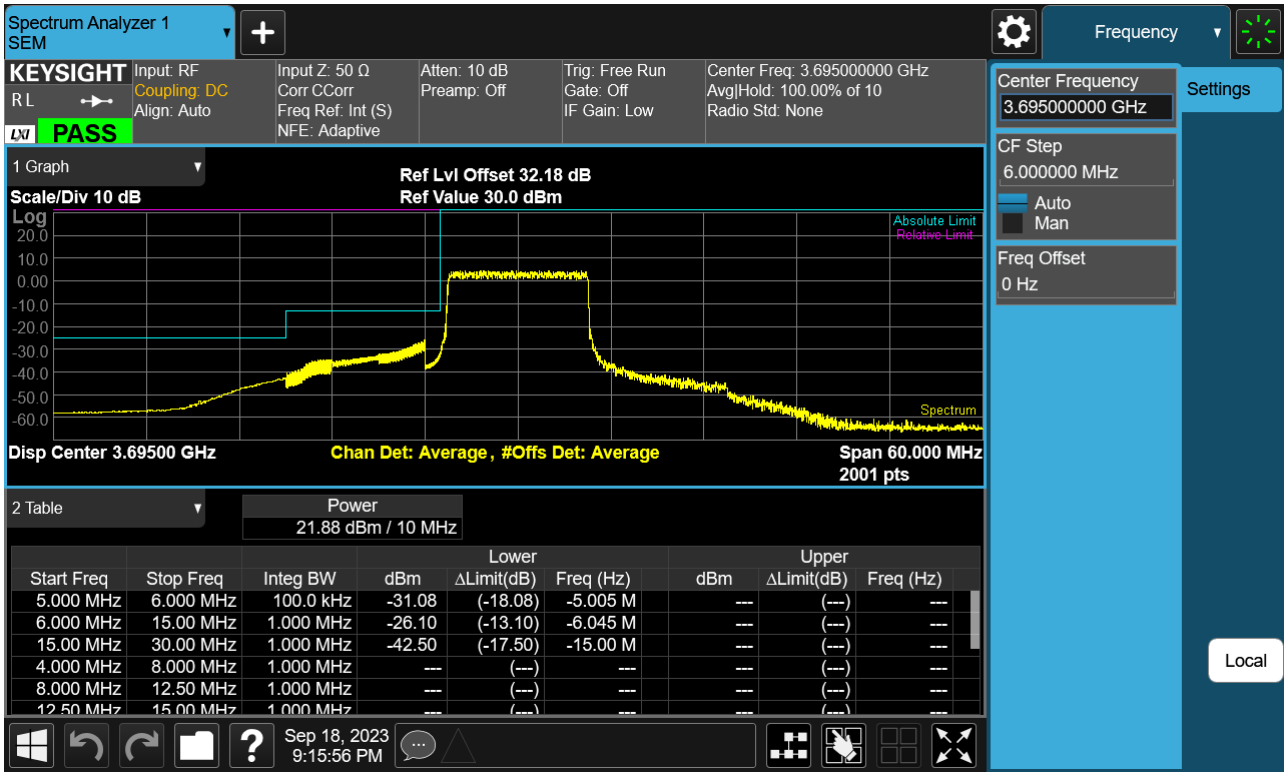 Spectrum Analyzer 1
SEM
+
Frequency
KEYSIGHT
R L
LXI
PASS
Input: RF
Coupling: DC
Align: Auto
Input Z: 50 Ω
Corr CCorr
Freq Ref: Int (S)
NFE: Adaptive
Atten: 10 dB
Preamp: Off
Trig: Free Run
Gate: Off
IF Gain: Low
Center Freq: 3.695000000 GHz
Avg|Hold: 100.00% of 10
Radio Std: None
Center Frequency
3.695000000 GHz
Settings
CF Step
6.000000 MHz
Auto
Man
Freq Offset
0 Hz
1 Graph
Scale/Div 10 dB
Ref Lvl Offset 32.18 dB
Ref Value 30.0 dBm
Log
20.0
10.0
0.00
-10.0
-20.0
-30.0
-40.0
-50.0
-60.0
Absolute Limit
Relative Limit
Spectrum
Disp Center 3.69500 GHz
Chan Det: Average , #Offs Det: Average
Span 60.000 MHz
2001 pts
2 Table
Power
21.88 dBm / 10 MHz
Lower Upper
Start Freq Stop Freq Integ BW dBm ΔLimit(dB) Freq (Hz) dBm ΔLimit(dB) Freq (Hz)
5.000 MHz 6.000 MHz 100.0 kHz -31.08 (-18.08) -5.005 M --- (---) ---
6.000 MHz 15.00 MHz 1.000 MHz -26.10 (-13.10) -6.045 M --- (---) ---
15.00 MHz 30.00 MHz 1.000 MHz -42.50 (-17.50) -15.00 M --- (---) ---
4.000 MHz 8.000 MHz 1.000 MHz --- (---) --- --- (---) ---
8.000 MHz 12.50 MHz 1.000 MHz --- (---) --- --- (---) ---
12.50 MHz 15.00 MHz 1.000 MHz --- (---) --- --- (---) ---
Local
?
Sep 18, 2023
9:15:56 PM